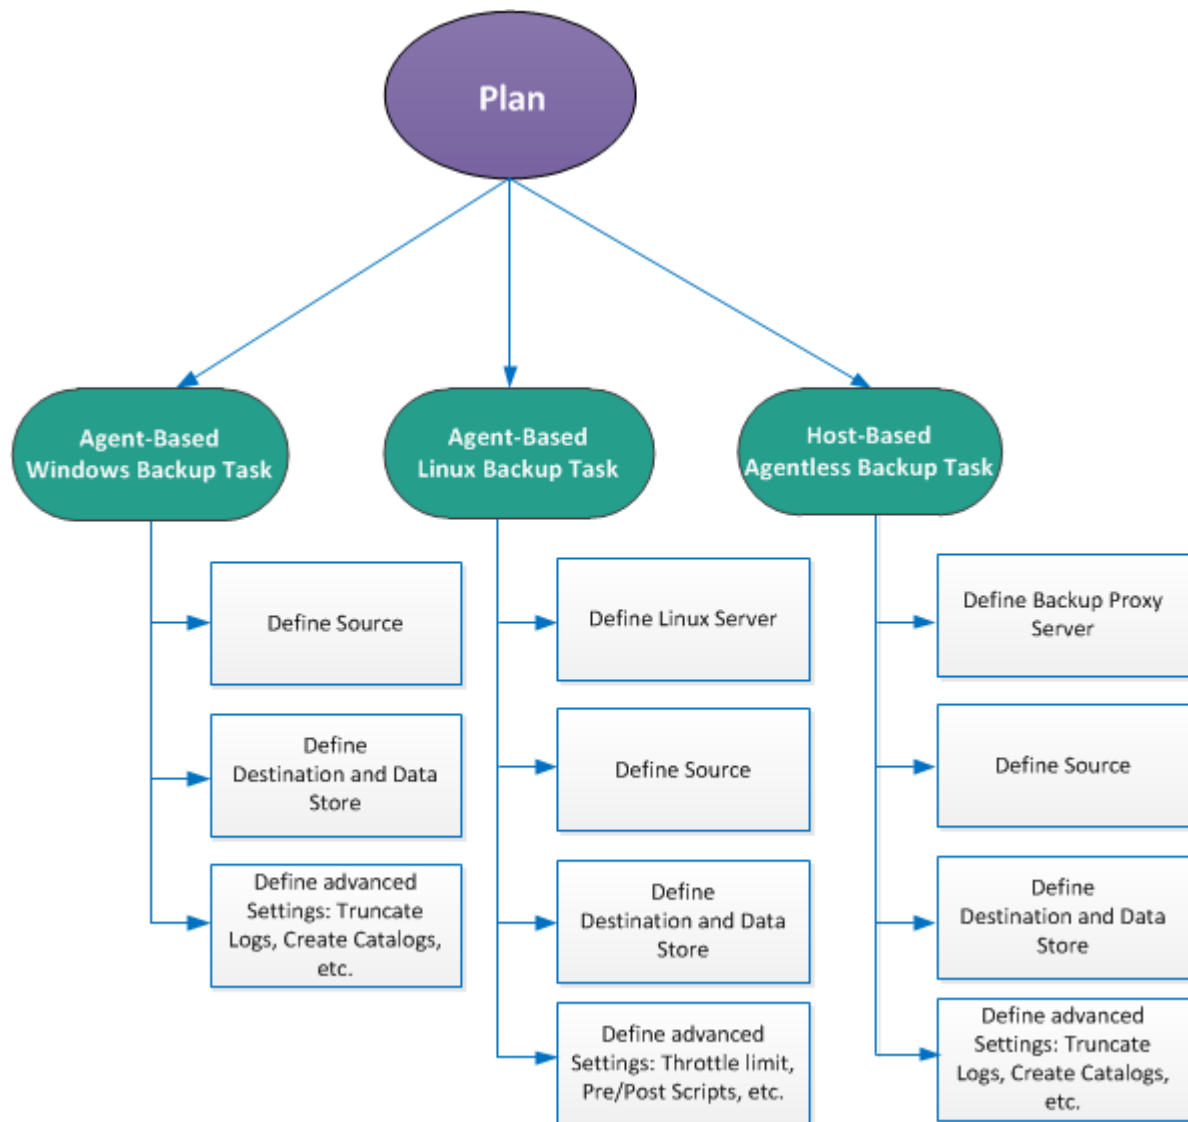 Plan
Agent-Based
Windows Backup Task
Agent-Based
Linux Backup Task
Host-Based
Agentless Backup Task
Define Source
Define
Destination and Data
Store
Define advanced
Settings: Truncate
Logs, Create Catalogs,
etc.
Define Linux Server
Define Source
Define
Destination and Data
Store
Define advanced
Settings: Throttle limit,
Pre/Post Scripts, etc.
Define Backup Proxy
Server
Define Source
Define
Destination and Data
Store
Define advanced
Settings: Truncate
Logs, Create Catalogs,
etc.